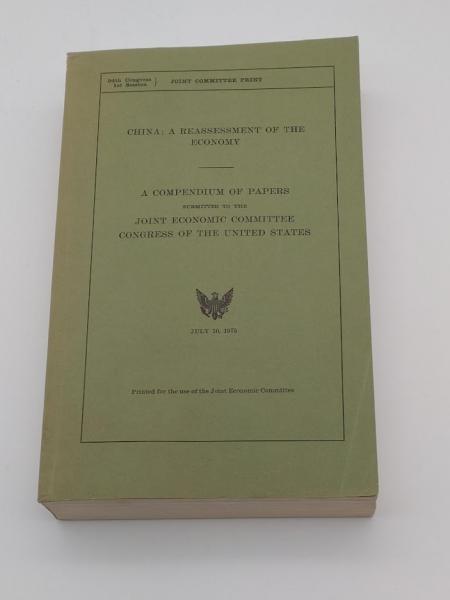 94th Congress } JOINT COMMITTEE PRINT
1st Session
CHINA: A REASSESSMENT OF THE
ECONOMY
A COMPENDIUM OF PAPERS
SUBMITTED TO THE
JOINT ECONOMIC COMMITTEE
CONGRESS OF THE UNITED STATES
JULY 10, 1975
Printed for the use of the Joint Economic Committee